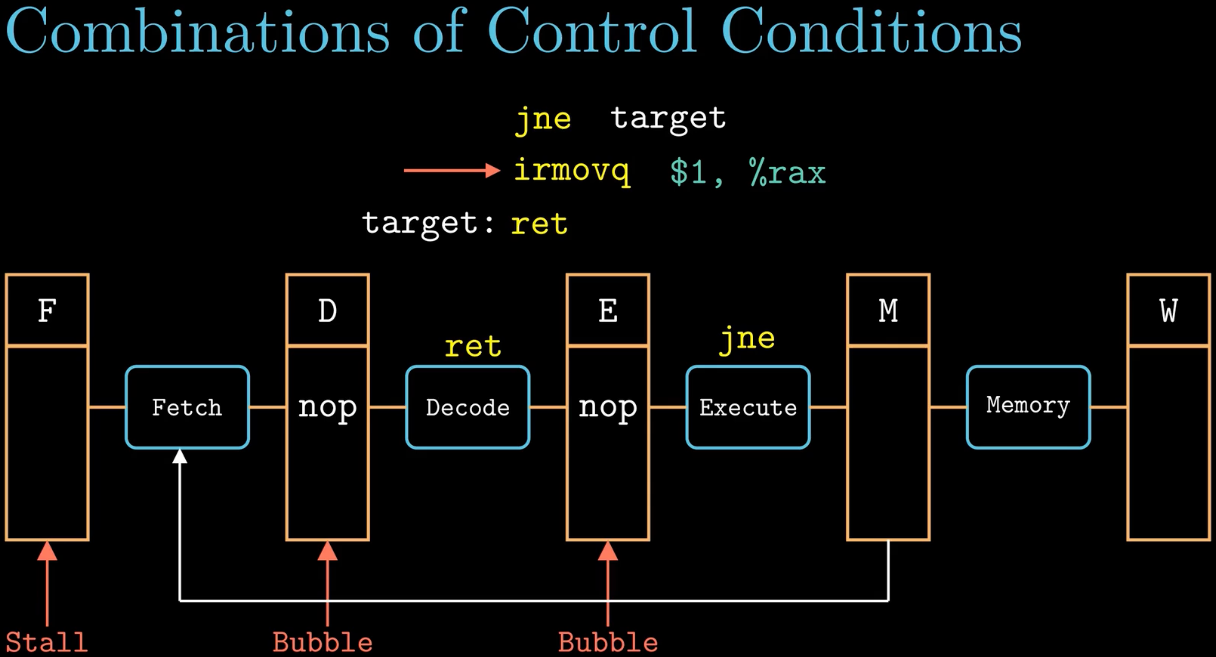 Combinations of Control Conditions
jne target
irmovq $1, %rax
target: ret
F
D
E
M
W
ret
jne
Fetch
nop
Decode
nop
Execute
Memory
Stall
Bubble
Bubble